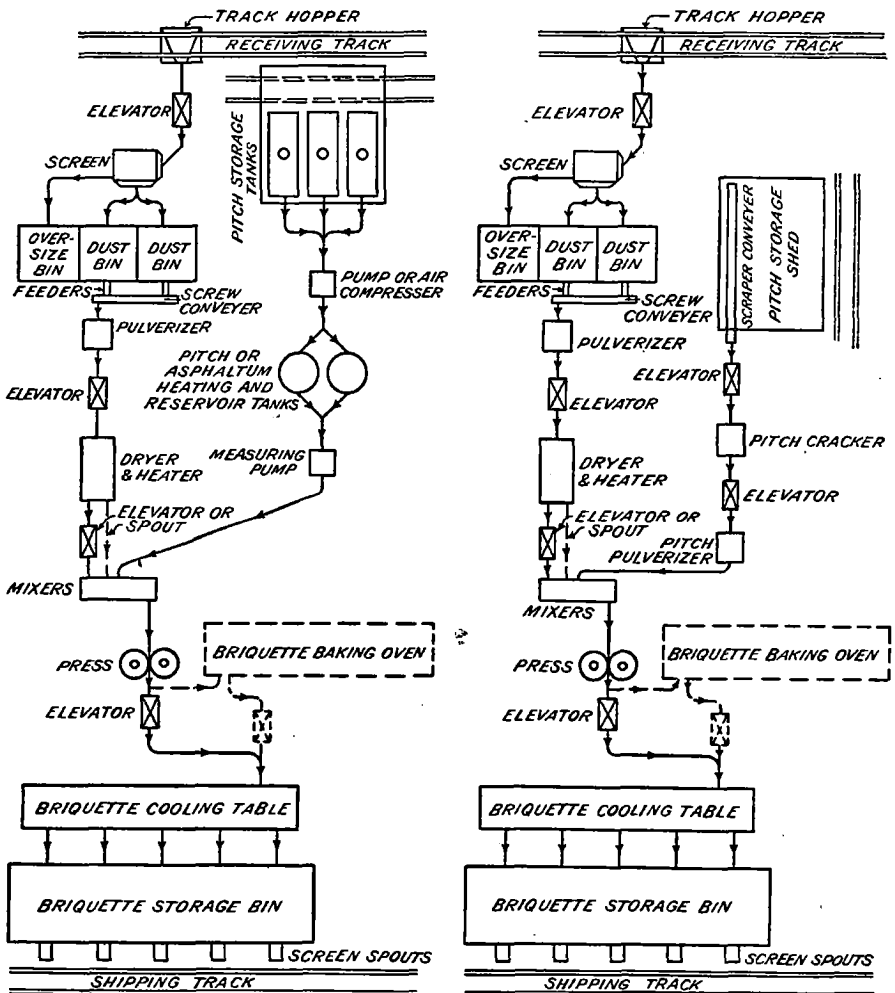 TRACK HOPPER
RECEIVING TRACK
ELEVATOR
SCREEN
PITCH STORAGE
TANKS
OVER-
SIZE
BIN
DUST
BIN
DUST
BIN
FEEDERS
SCREW
CONVEYER
PUMP OR AIR
COMPRESSER
PULVERIZER
PITCH OR
ASPHALTUM
HEATING AND
RESERVOIR TANKS
ELEVATOR
DRYER
& HEATER
MEASURING
PUMP
ELEVATOR OR
SPOUT
MIXERS
PRESS
BRIQUETTE BAKING OVEN
ELEVATOR
BRIQUETTE COOLING TABLE
BRIQUETTE STORAGE BIN
SCREEN SPOUTS
SHIPPING TRACK
TRACK HOPPER
RECEIVING TRACK
ELEVATOR
SCREEN
SCRAPER CONVEYER
PITCH STORAGE
SHED
OVER-
SIZE
BIN
DUST
BIN
DUST
BIN
FEEDERS
SCREW
CONVEYER
PULVERIZER
ELEVATOR
ELEVATOR
PITCH CRACKER
DRYER
& HEATER
ELEVATOR
ELEVATOR OR
SPOUT
PITCH
PULVERIZER
MIXERS
PRESS
BRIQUETTE BAKING OVEN
ELEVATOR
BRIQUETTE COOLING TABLE
BRIQUETTE STORAGE BIN
SCREEN SPOUTS
SHIPPING TRACK